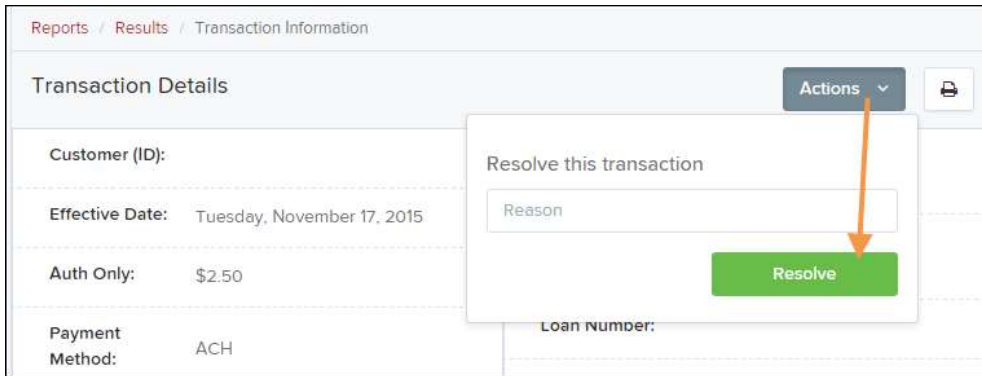 Reports / Results / Transaction Information
Transaction Details
Actions
Customer (ID):
Resolve this transaction
Reason
Effective Date: Tuesday, November 17, 2015
Auth Only: $2.50
Resolve
Loan Number:
Payment
Method: ACH